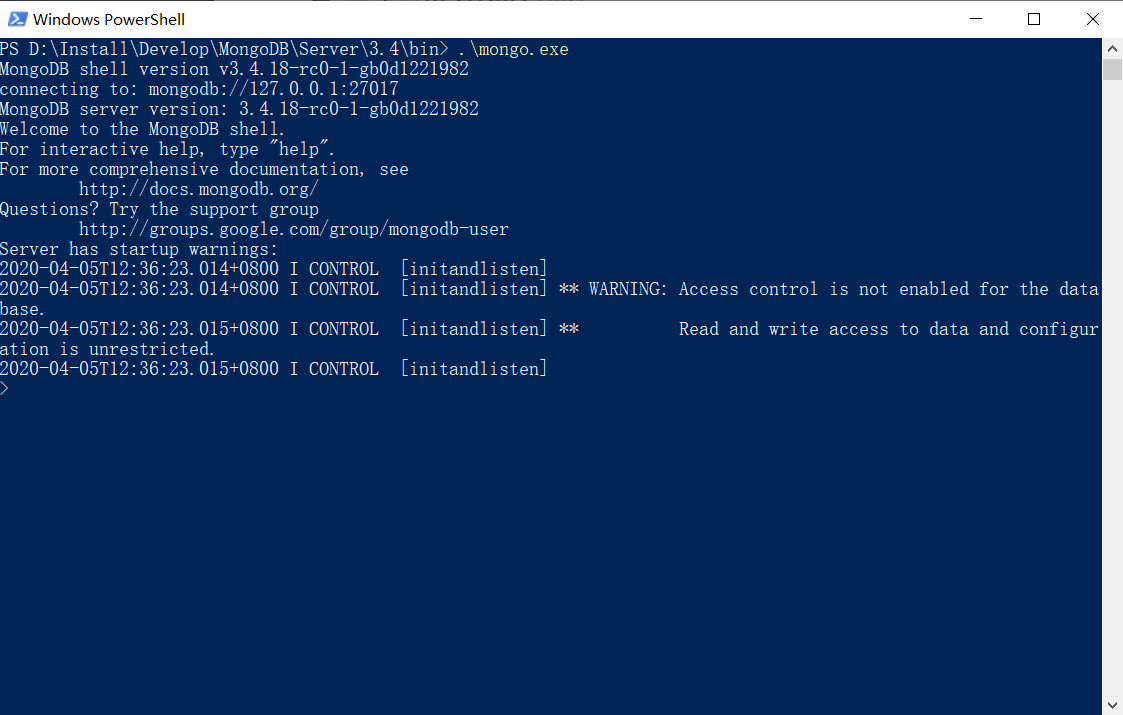 Windows PowerShell
PS D:\Install\Develop\MongoDB\Server\3.4\bin> .\mongo.exe
MongoDB shell version v3.4.18-rc0-1-gb0d1221982
connecting to: mongodb://127.0.0.1:27017
MongoDB server version: 3.4.18-rc0-1-gb0d1221982
Welcome to the MongoDB shell.
For interactive help, type "help".
For more comprehensive documentation, see
        http://docs.mongodb.org/
Questions? Try the support group
        http://groups.google.com/group/mongodb-user
Server has startup warnings:
2020-04-05T12:36:23.014+0800 I CONTROL  [initandlisten]
2020-04-05T12:36:23.014+0800 I CONTROL  [initandlisten] ** WARNING: Access control is not enabled for the data
base.
2020-04-05T12:36:23.015+0800 I CONTROL  [initandlisten] **          Read and write access to data and configur
ation is unrestricted.
2020-04-05T12:36:23.015+0800 I CONTROL  [initandlisten]
>